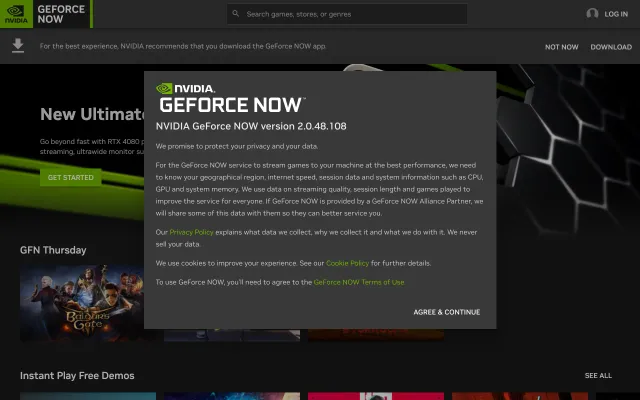 NVIDIA
GEFORCE
NOW
Search games, stores, or genres
LOG IN
For the best experience, NVIDIA recommends that you download the GeForce NOW app.
NOT NOW
DOWNLOAD
New Ultimat
Go beyond fast with RTX 4080 p
streaming, ultrawide monitor su
GET STARTED
NVIDIA.
GEFORCE NOW™
NVIDIA GeForce NOW version 2.0.48.108
We promise to protect your privacy and your data.
For the GeForce NOW service to stream games to your machine at the best performance, we need
to know your geographical region, internet speed, session data and system information such as CPU,
GPU and system memory. We use data on streaming quality, session length and games played to
improve the service for everyone. If GeForce NOW is provided by a GeForce NOW Alliance Partner, we
will share some of this data with them so they can better service you.
Our Privacy Policy explains what data we collect, why we collect it and what we do with it. We never
sell your data.
We use cookies to improve your experience. See our Cookie Policy for further details.
To use GeForce NOW, you'll need to agree to the GeForce NOW Terms of Use
AGREE & CONTINUE
GFN Thursday
BALDUR'S
GATE
Instant Play Free Demos
SEE ALL